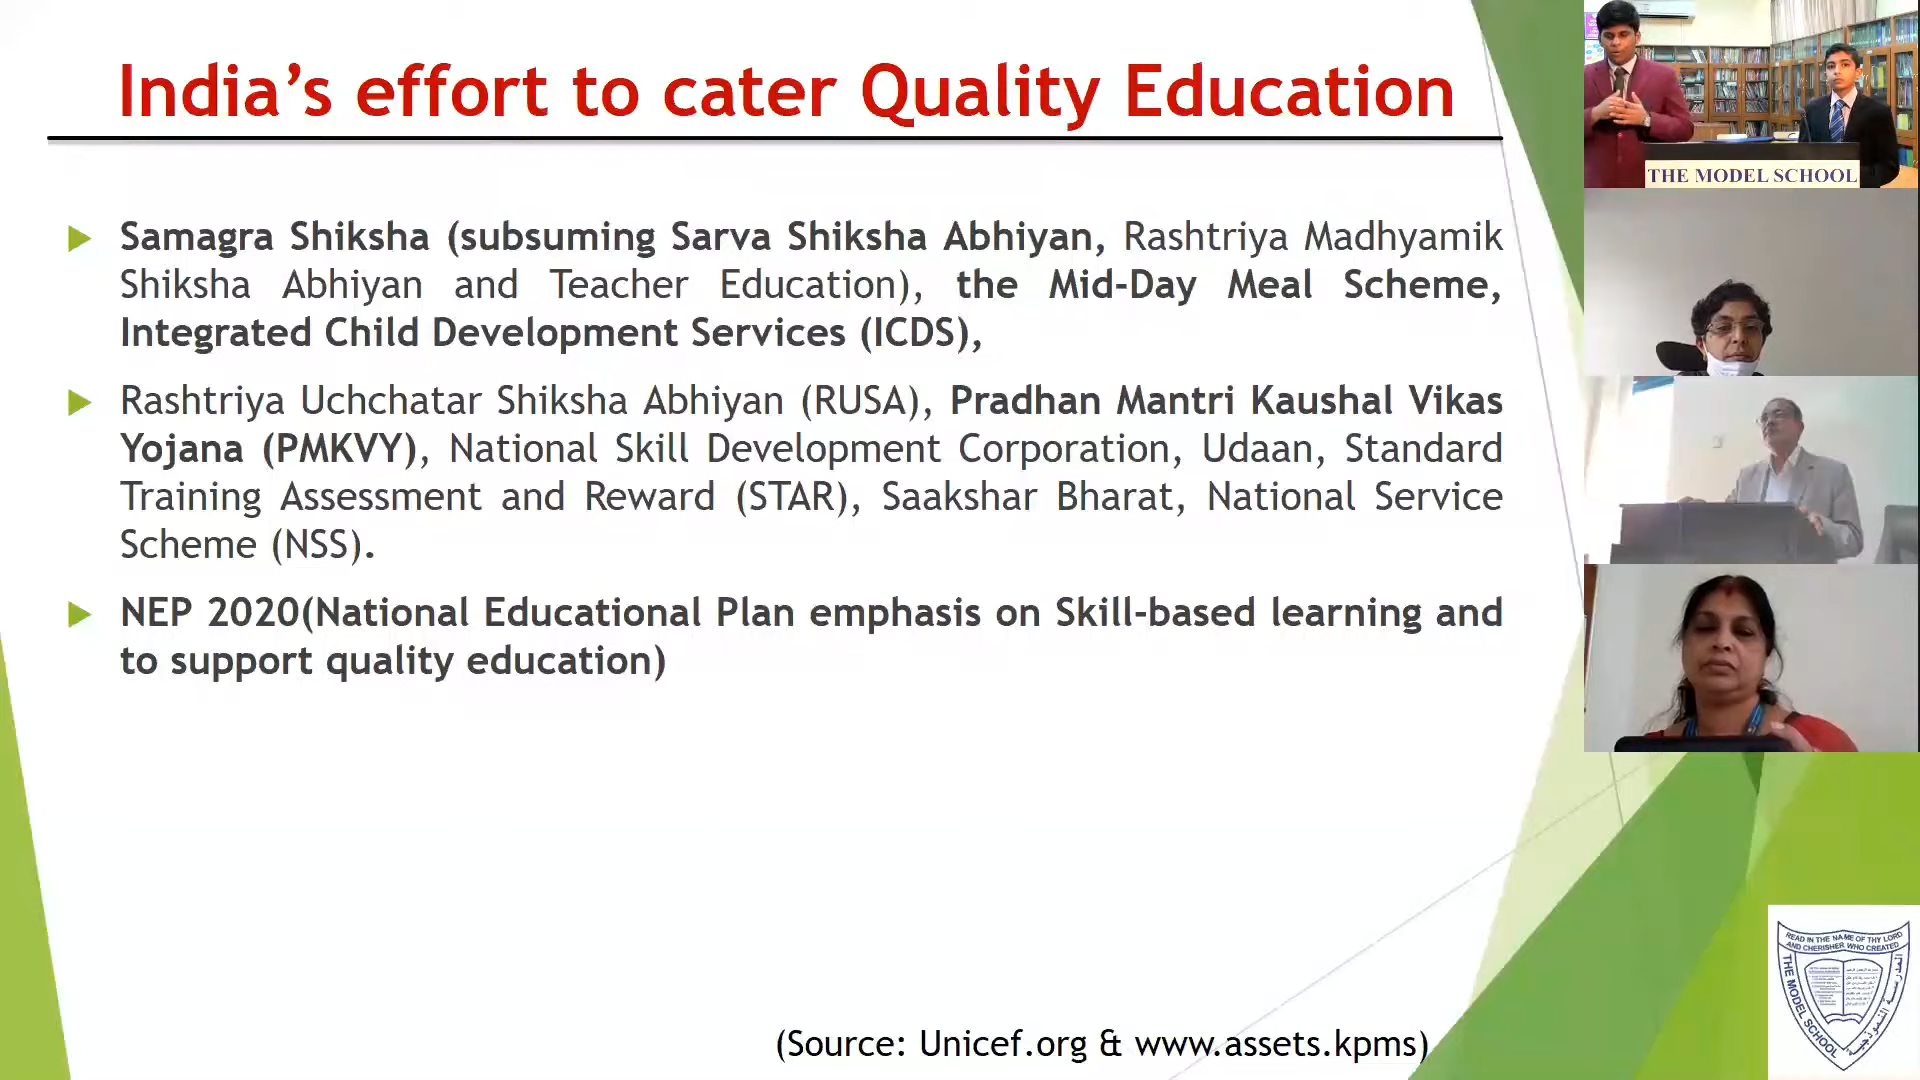 India's effort to cater Quality Education
Samagra Shiksha (subsuming Sarva Shiksha Abhiyan, Rashtriya Madhyamik
Shiksha Abhiyan and Teacher Education), the Mid-Day Meal Scheme,
Integrated Child Development Services (ICDS),
Rashtriya Uchchatar Shiksha Abhiyan (RUSA), Pradhan Mantri Kaushal Vikas
Yojana (PMKVY), National Skill Development Corporation, Udaan, Standard
Training Assessment and Reward (STAR), Saakshar Bharat, National Service
Scheme (NSS).
NEP 2020(National Educational Plan emphasis on Skill-based learning and
to support quality education)
(Source: Unicef.org & www.assets.kpms)
THE MODEL SCHOOL
READ IN THE NAME OF THY LORD
AND CHERISHER WHO CREATED
THE MODEL SCHOOL
المدرسة النموذجية